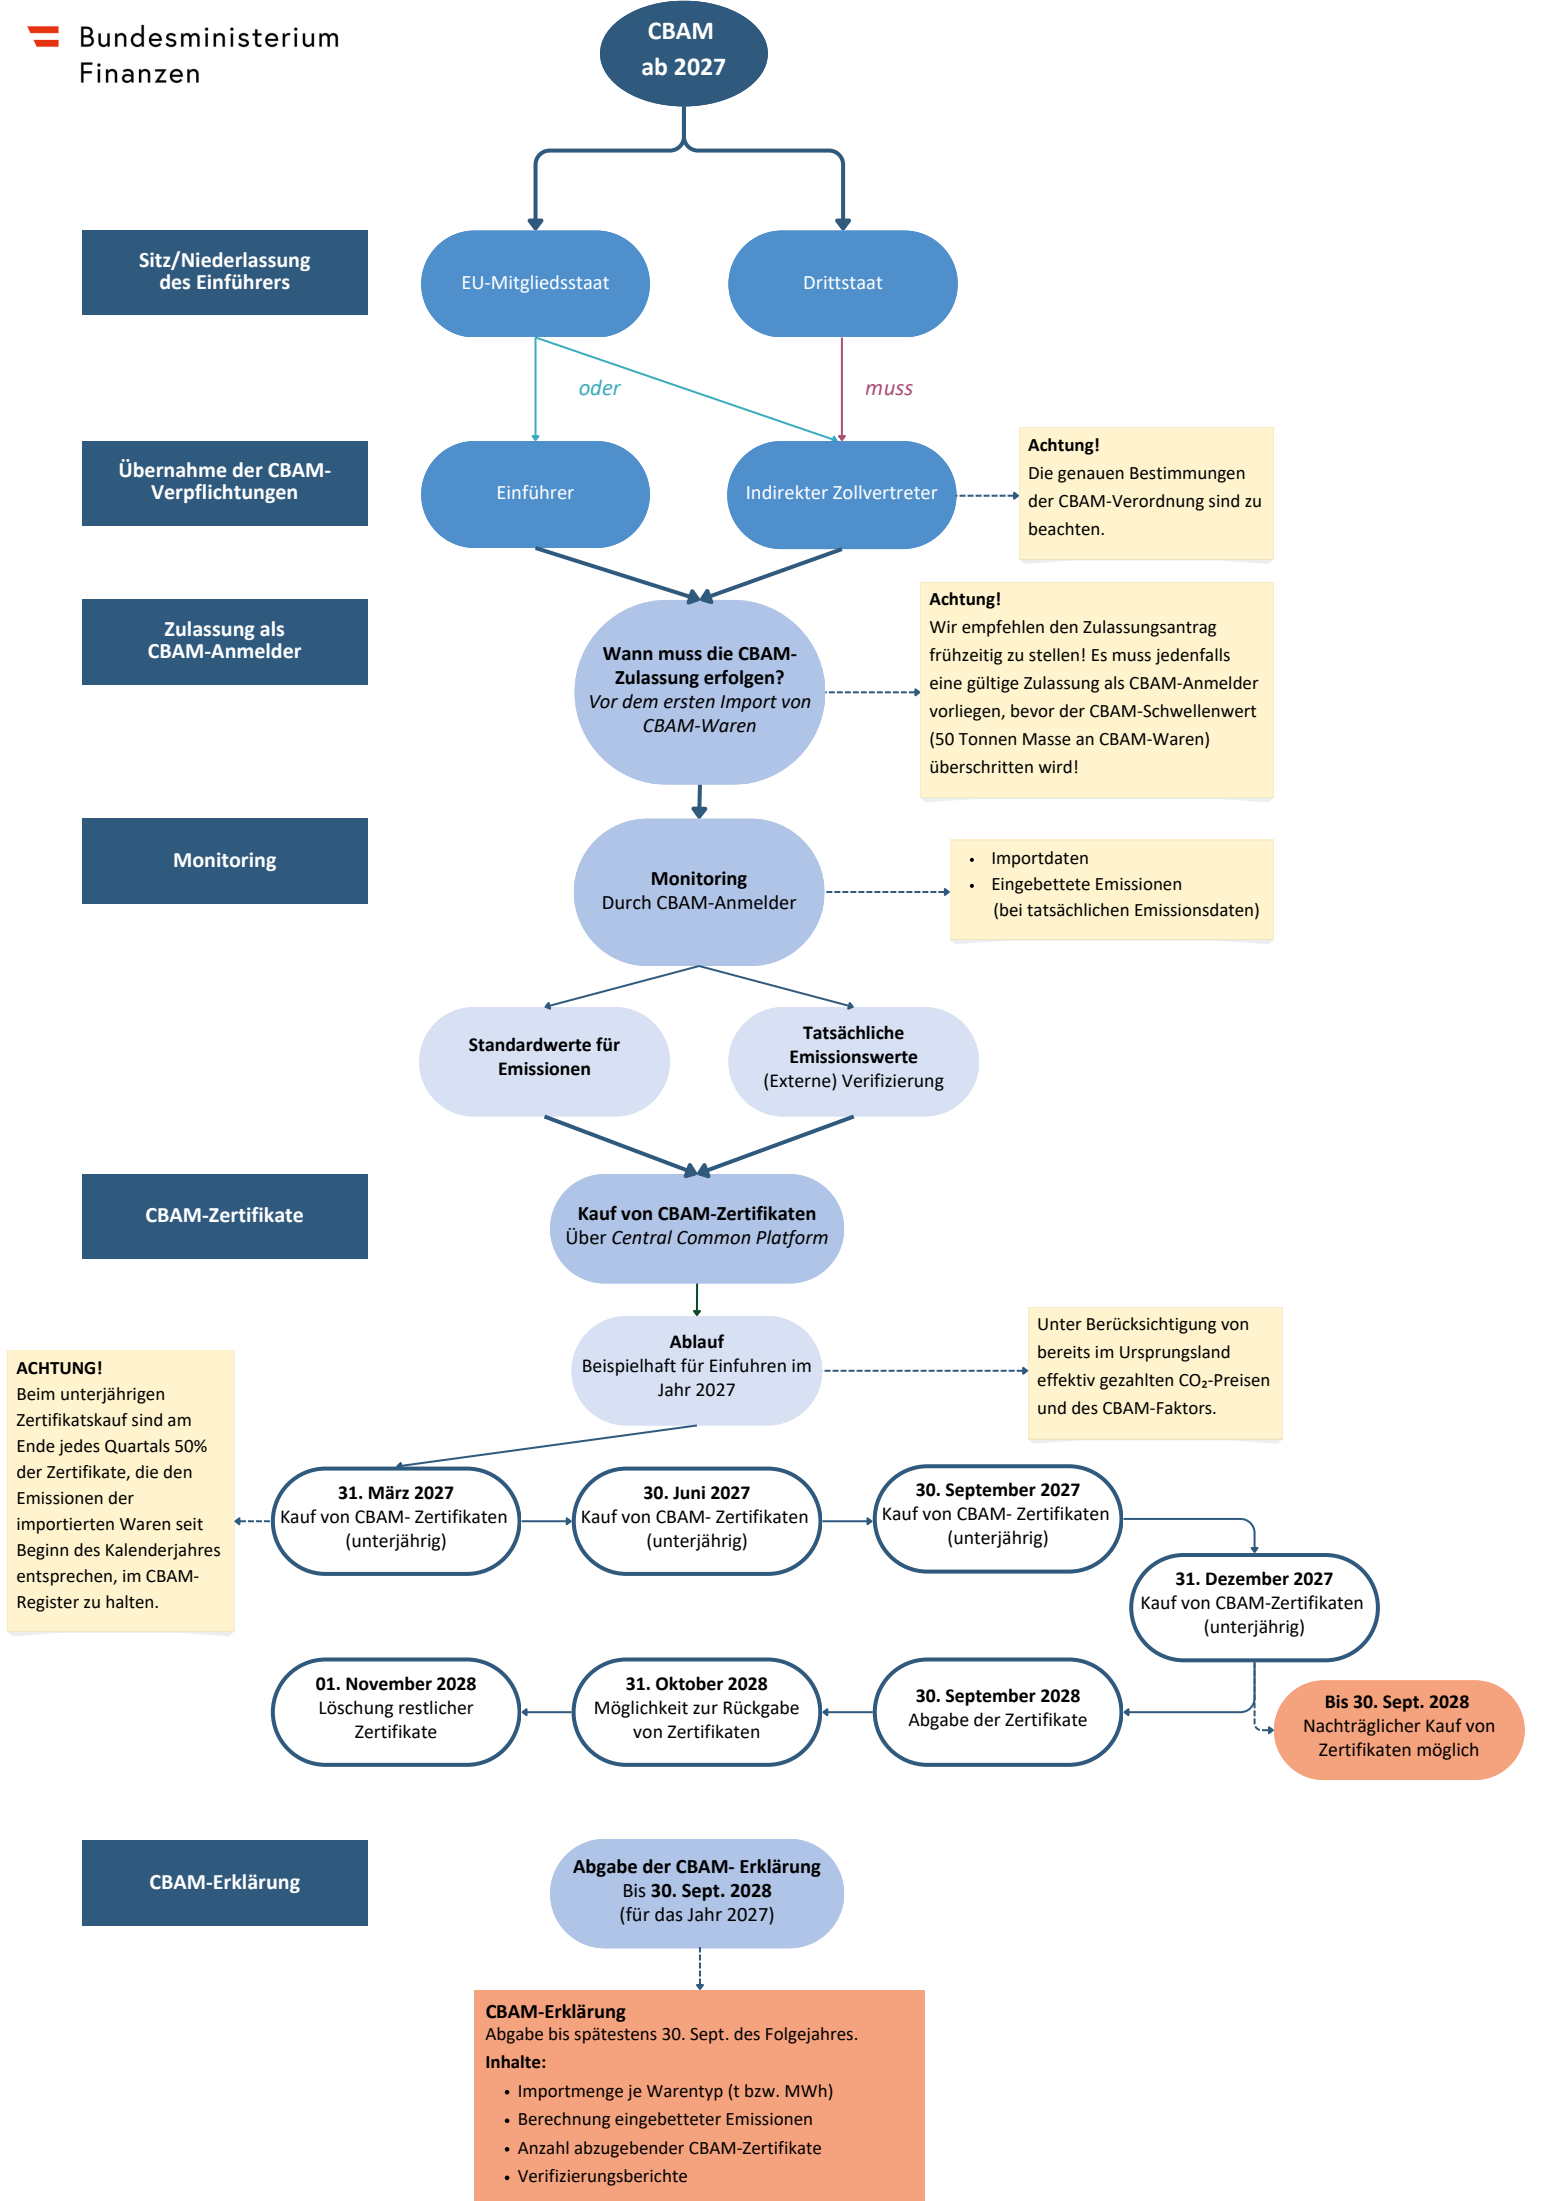 Bundesministerium
Finanzen
CBAM
ab 2027
Sitz/Niederlassung
des Einführers
EU-Mitgliedsstaat
Drittstaat
oder
muss
Übernahme der CBAM-
Verpflichtungen
Einführer
Indirekter Zollvertreter
Achtung!
Die genauen Bestimmungen
der CBAM-Verordnung sind zu
beachten.
Zulassung als
CBAM-Anmelder
Wann muss die CBAM-
Zulassung erfolgen?
Vor dem ersten Import von
CBAM-Waren
Achtung!
Wir empfehlen den Zulassungsantrag
frühzeitig zu stellen! Es muss jedenfalls
eine gültige Zulassung als CBAM-Anmelder
vorliegen, bevor der CBAM-Schwellenwert
(50 Tonnen Masse an CBAM-Waren)
überschritten wird!
Monitoring
Monitoring
Durch CBAM-Anmelder
• Importdaten
• Eingebettete Emissionen
(bei tatsächlichen Emissionsdaten)
Standardwerte für
Emissionen
Tatsächliche
Emissionswerte
(Externe) Verifizierung
CBAM-Zertifikate
Kauf von CBAM-Zertifikaten
Über Central Common Platform
Ablauf
Beispielhaft für Einfuhren im
Jahr 2027
Unter Berücksichtigung von
bereits im Ursprungsland
effektiv gezahlten CO₂-Preisen
und des CBAM-Faktors.
ACHTUNG!
Beim unterjährigen
Zertifikatskauf sind am
Ende jedes Quartals 50%
der Zertifikate, die den
Emissionen der
importierten Waren seit
Beginn des Kalenderjahres
entsprechen, im CBAM-
Register zu halten.
31. März 2027
Kauf von CBAM- Zertifikaten
(unterjährig)
30. Juni 2027
Kauf von CBAM- Zertifikaten
(unterjährig)
30. September 2027
Kauf von CBAM- Zertifikaten
(unterjährig)
31. Dezember 2027
Kauf von CBAM-Zertifikaten
(unterjährig)
01. November 2028
Löschung restlicher
Zertifikate
31. Oktober 2028
Möglichkeit zur Rückgabe
von Zertifikaten
30. September 2028
Abgabe der Zertifikate
Bis 30. Sept. 2028
Nachträglicher Kauf von
Zertifikaten möglich
CBAM-Erklärung
Abgabe der CBAM- Erklärung
Bis 30. Sept. 2028
(für das Jahr 2027)
CBAM-Erklärung
Abgabe bis spätestens 30. Sept. des Folgejahres.
Inhalte:
• Importmenge je Warentyp (t bzw. MWh)
• Berechnung eingebetteter Emissionen
• Anzahl abzugebender CBAM-Zertifikate
• Verifizierungsberichte